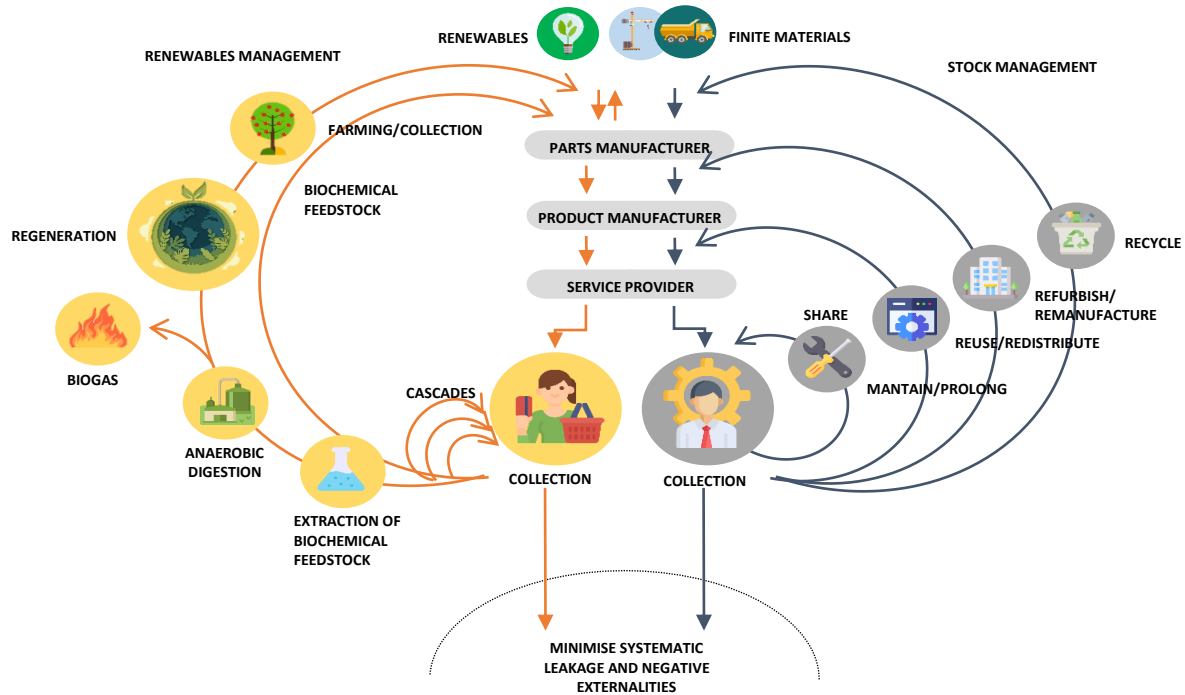 RENEWABLES
FINITE MATERIALS
RENEWABLES MANAGEMENT
STOCK MANAGEMENT
FARMING/COLLECTION
PARTS MANUFACTURER
BIOCHEMICAL
FEEDSTOCK
PRODUCT MANUFACTURER
REGENERATION
RECYCLE
SERVICE PROVIDER
REFURBISH/
REMANUFACTURE
SHARE
REUSE/REDISTRIBUTE
BIOGAS
CASCADES
MANTAIN/PROLONG
ANAEROBIC
DIGESTION
COLLECTION
COLLECTION
EXTRACTION OF
BIOCHEMICAL
FEEDSTOCK
MINIMISE SYSTEMATIC
LEAKAGE AND NEGATIVE
EXTERNALITIES